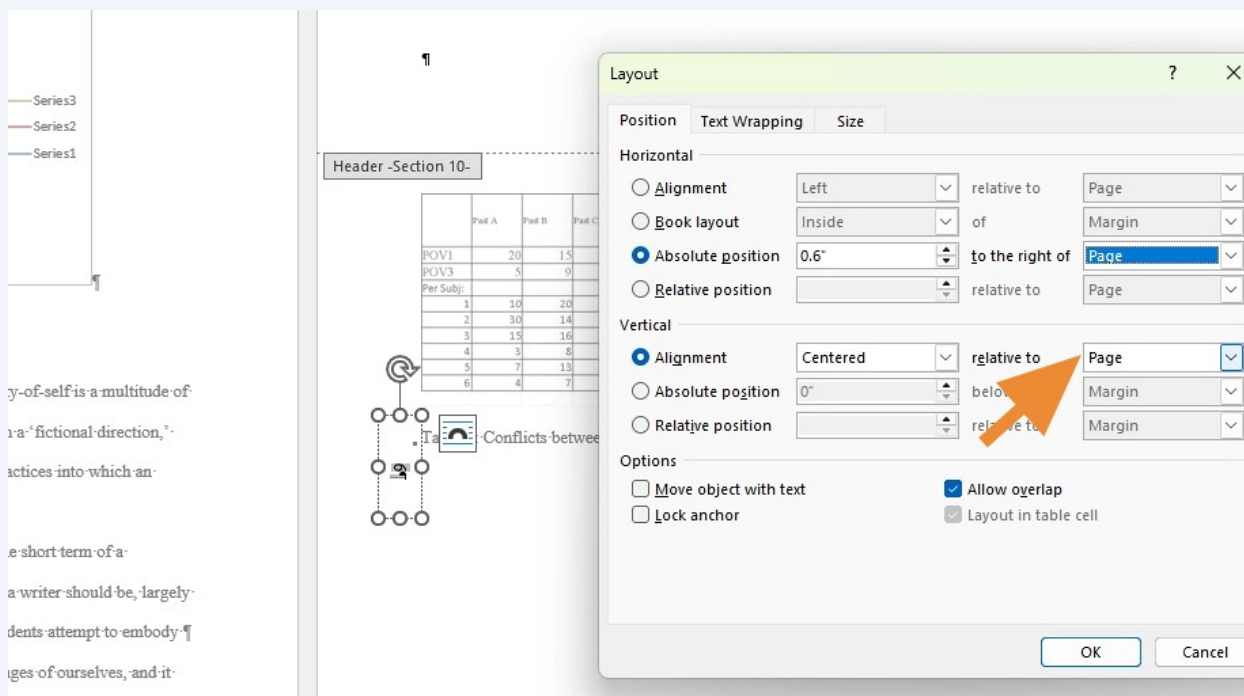 Series3
Series2
Series1
¶
y-of-self·is·a·multitude·of·
n·a·‘fictional·direction,’·
actices·into·which·an·
e·short·term·of·a·
a·writer·should·be,·largely·
dents·attempt·to·embody·¶
ges·of·ourselves,·and·it·
¶
Header -Section 10-
Past A Past B Past C
POV1 20 15
POV3 5 9
Per Subj:
1 10 20
2 30 14
3 15 16
4 3 8
5 7 13
6 4 7
Conflicts·betwee
Layout ?
Position Text Wrapping Size
Horizontal
Alignment Left relative to Page
Book layout Inside of Margin
Absolute position 0.6" to the right of Page
Relative position relative to Page
Vertical
Alignment Centered relative to Page
Absolute position 0" Margin
Relative position Margin
Options
Move object with text Allow overlap
Lock anchor Layout in table cell
OK Cancel